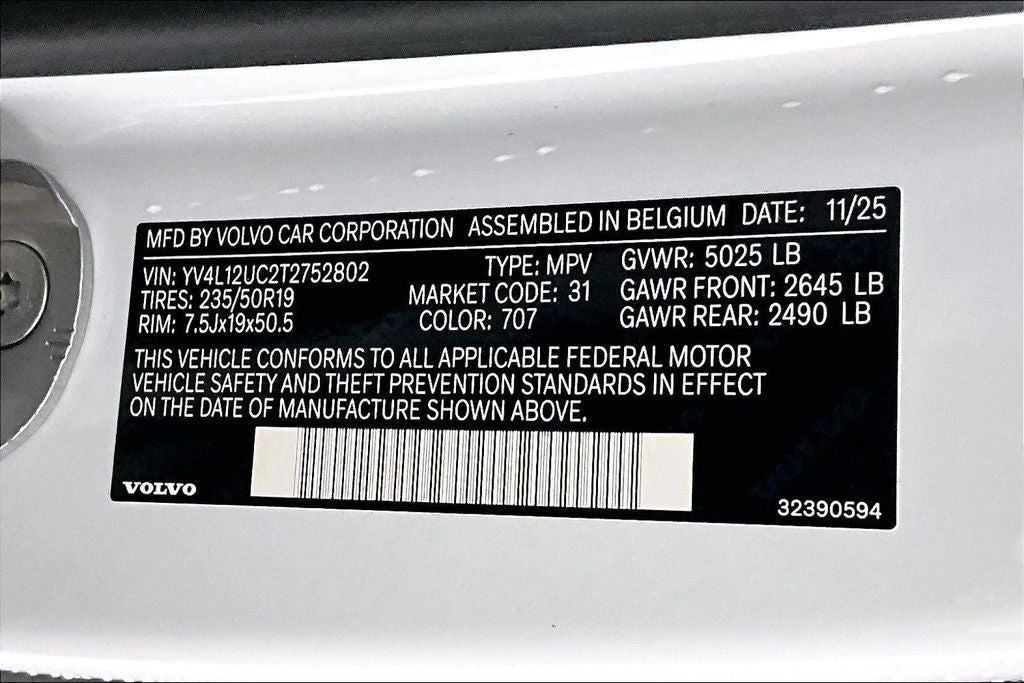 MFD BY VOLVO CAR CORPORATION ASSEMBLED IN BELGIUM DATE: 11/25
VIN: YV4L12UC2T2752802 TYPE: MPV GVWR: 5025 LB
TIRES: 235/50R19 MARKET CODE: 31 GAWR FRONT: 2645 LB
RIM: 7.5Jx19x50.5 COLOR: 707 GAWR REAR: 2490 LB
THIS VEHICLE CONFORMS TO ALL APPLICABLE FEDERAL MOTOR
VEHICLE SAFETY AND THEFT PREVENTION STANDARDS IN EFFECT
ON THE DATE OF MANUFACTURE SHOWN ABOVE.
VOLVO 32390594